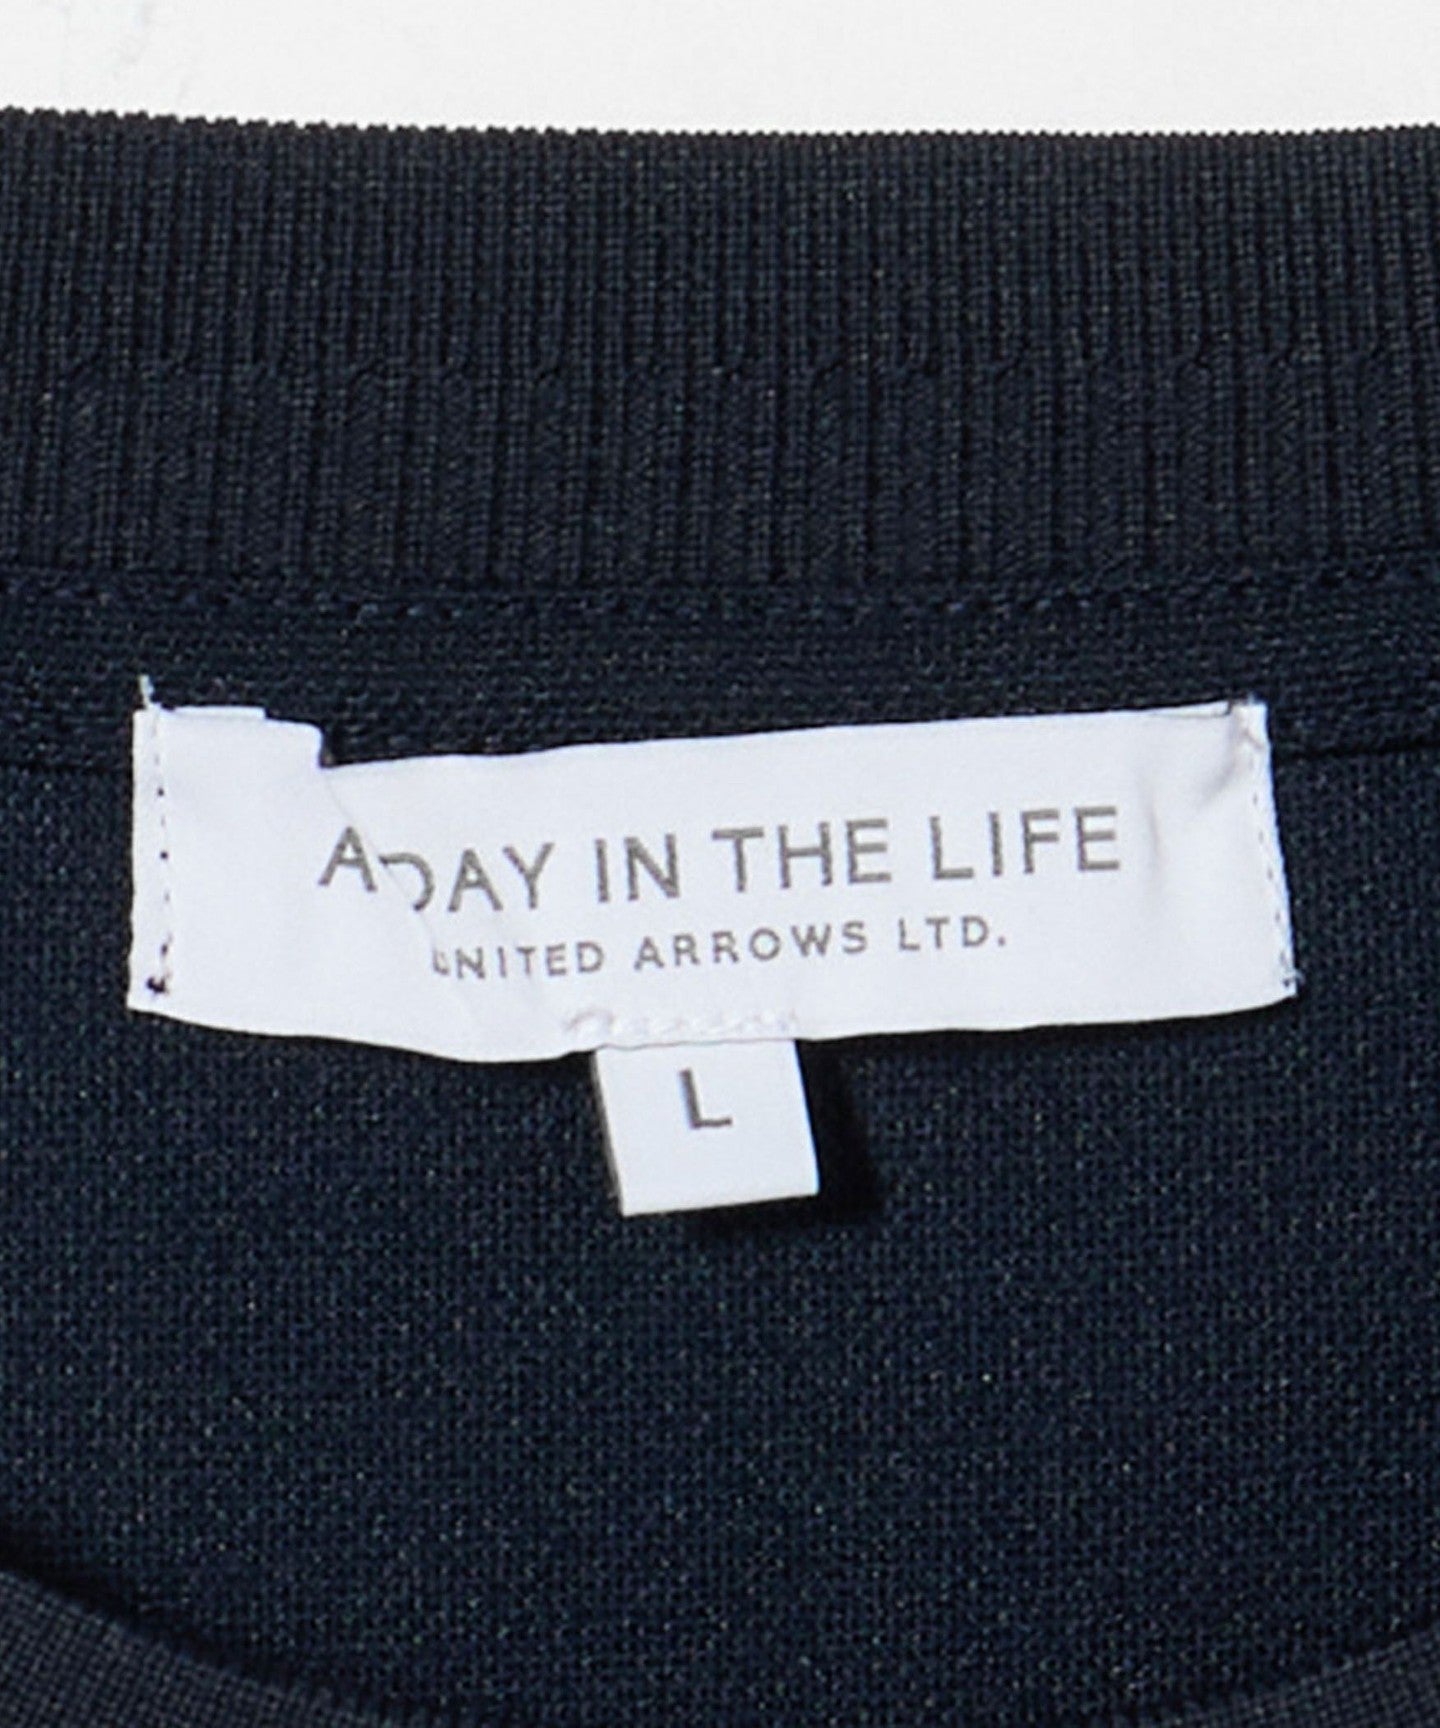 A DAY IN THE LIFE
UNITED ARROWS LTD.
L